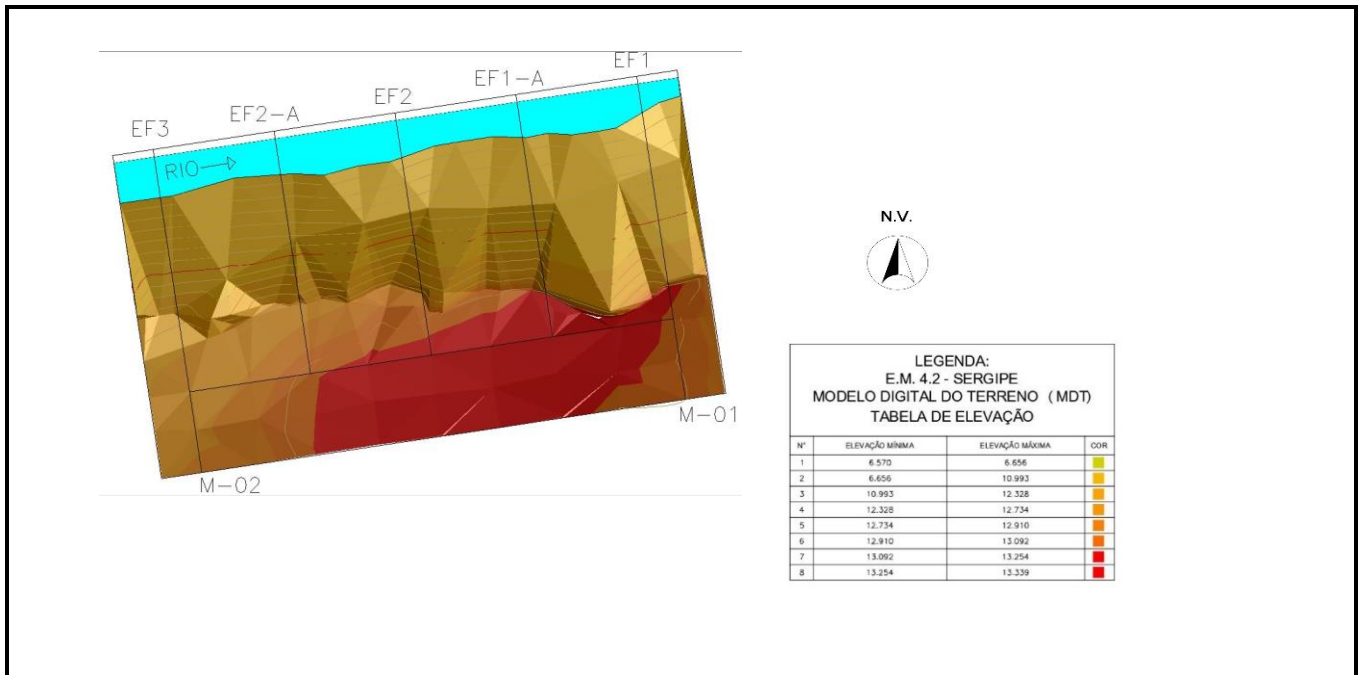 EF1
EF1-A
EF2
EF2-A
EF3
RIO
M-01
M-02
N.V.
LEGENDA:
E.M. 4.2 - SERGIPE
MODELO DIGITAL DO TERRENO ( MDT)
TABELA DE ELEVAÇÃO
N° ELEVAÇÃO MÍNIMA ELEVAÇÃO MÁXIMA COR
1 6.570 6.656
2 6.656 10.993
3 10.993 12.328
4 12.328 12.734
5 12.734 12.910
6 12.910 13.092
7 13.092 13.254
8 13.254 13.339